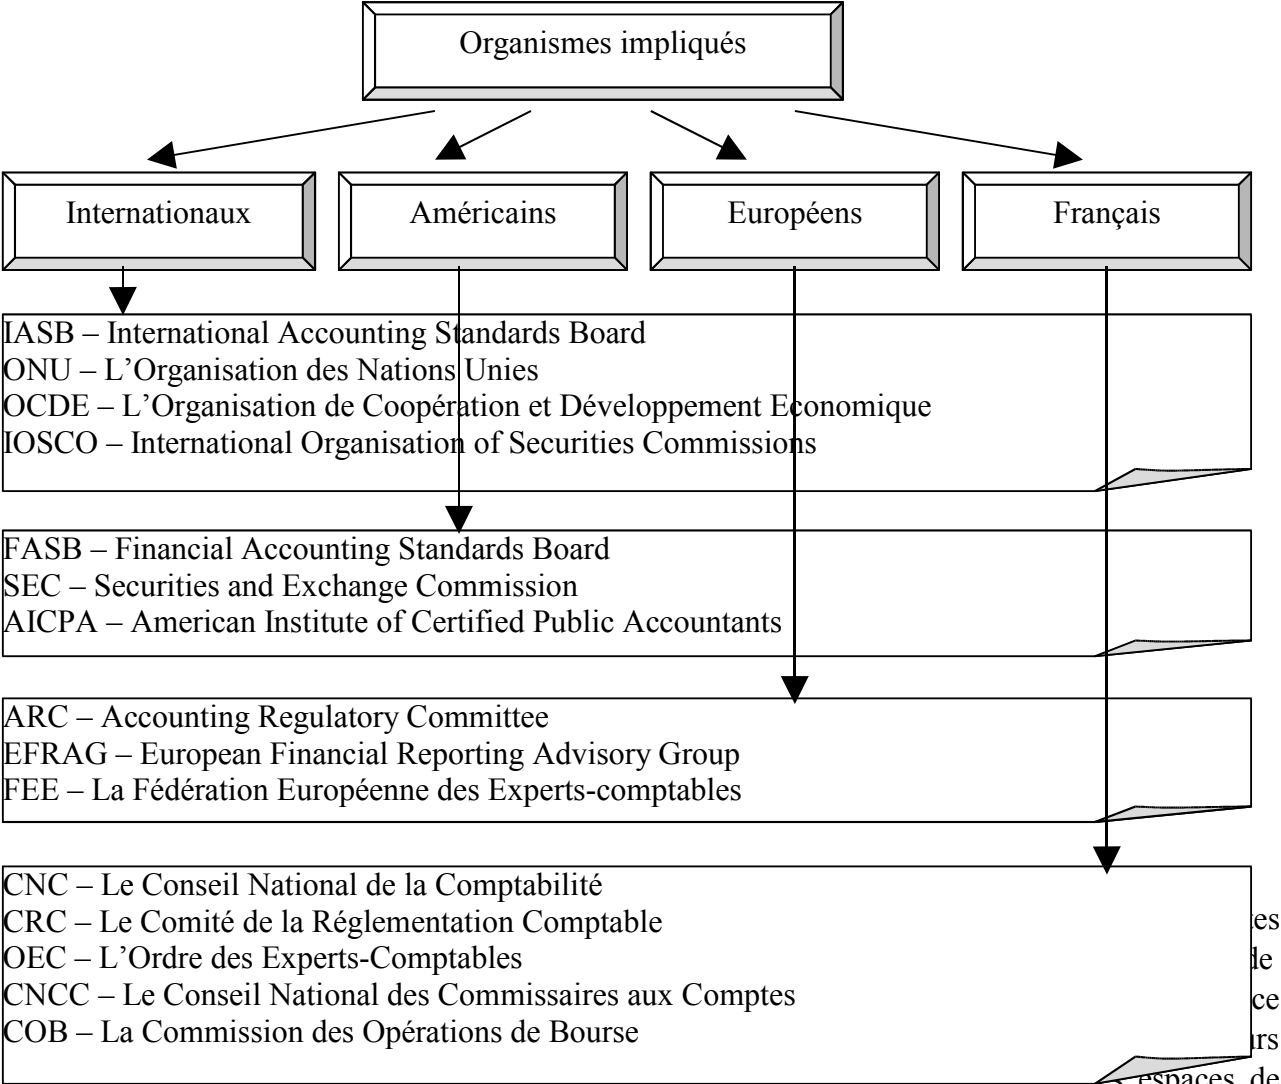 Organismes impliqués
Internationaux
Américains
Européens
Français
IASB – International Accounting Standards Board
ONU – L’Organisation des Nations Unies
OCDE – L’Organisation de Coopération et Développement Economique
IOSCO – International Organisation of Securities Commissions
FASB – Financial Accounting Standards Board
SEC – Securities and Exchange Commission
AICPA – American Institute of Certified Public Accountants
ARC – Accounting Regulatory Committee
EFRAG – European Financial Reporting Advisory Group
FEE – La Fédération Européenne des Experts-comptables
CNC – Le Conseil National de la Comptabilité
CRC – Le Comité de la Réglementation Comptable
OEC – L’Ordre des Experts-Comptables
CNCC – Le Conseil National des Commissaires aux Comptes
COB – La Commission des Opérations de Bourse
espaces de